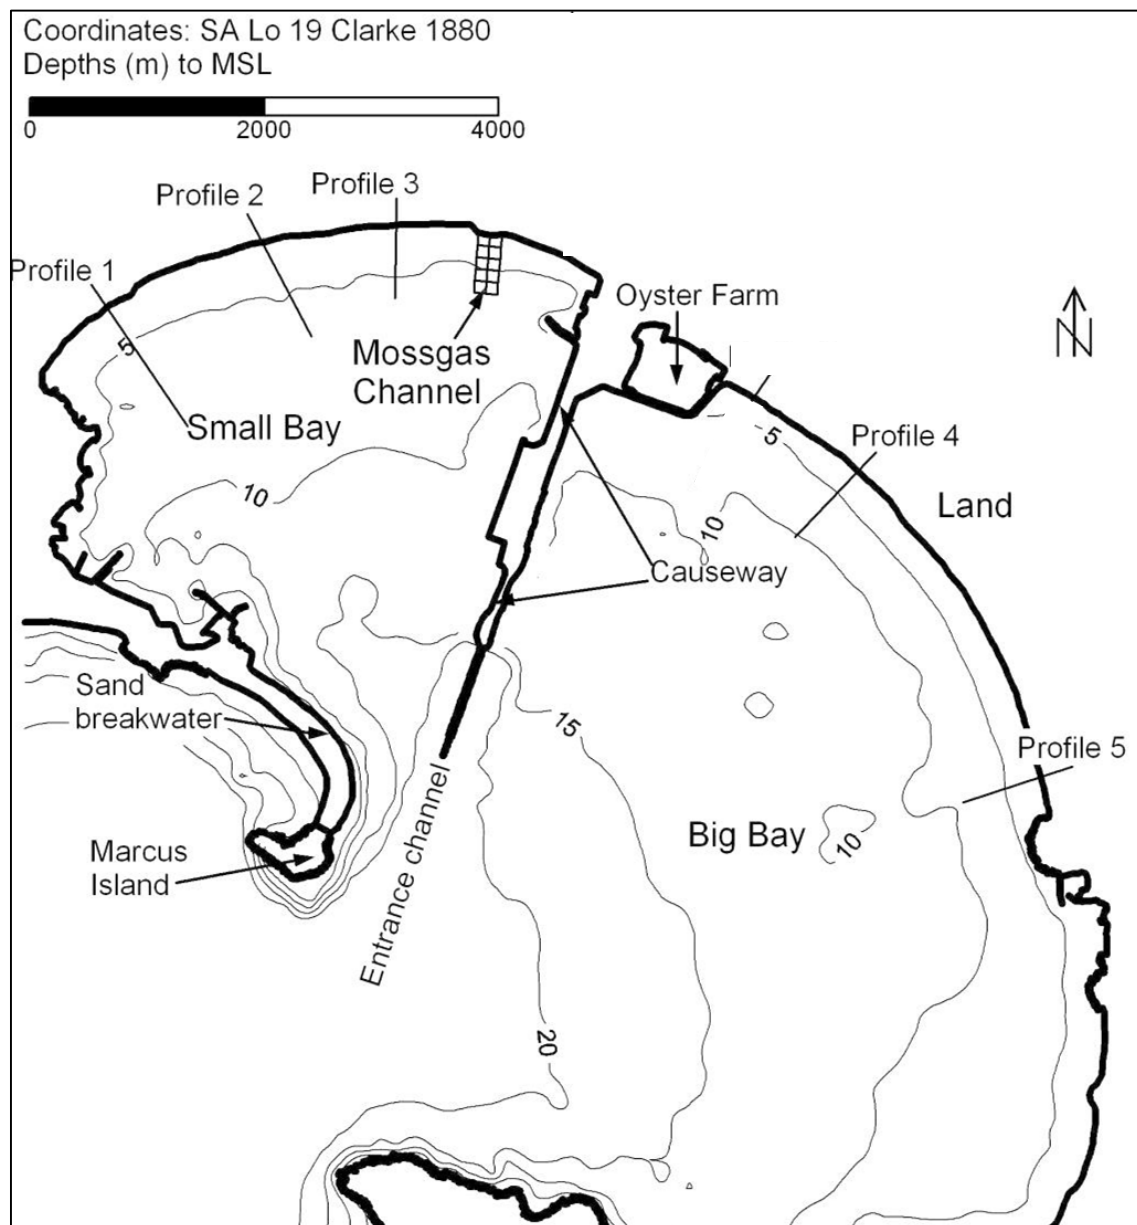 Coordinates: SA Lo 19 Clarke 1880
Depths (m) to MSL
0 2000 4000
Profile 3
Profile 2
Profile 1
Oyster Farm
N
Mossgas
Channel
5
Small Bay
5
Profile 4
10
Land
10
Causeway
Sand
breakwater
15
Profile 5
Big Bay
10
Marcus
Island
Entrance channel
20